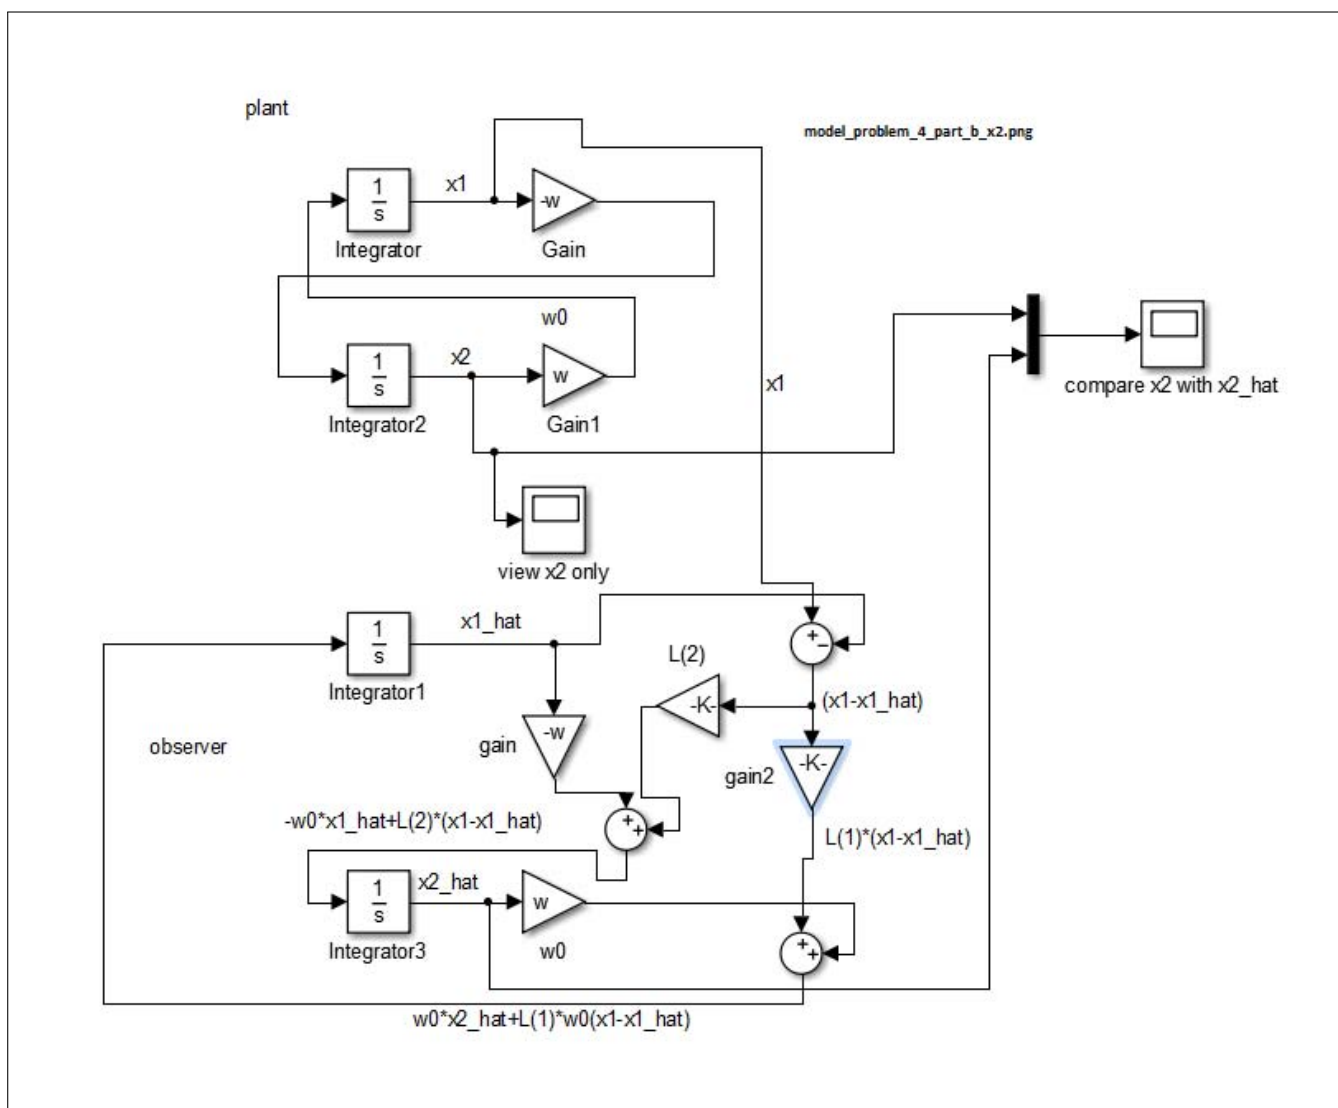 plant
model_problem_4_part_b_x2.png
1
s
x1
-w
Integrator
Gain
w0
1
s
x2
w
Integrator2
Gain1
x1
compare x2 with x2_hat
view x2 only
1
s
x1_hat
Integrator1
+
−
L(2)
-K-
(x1-x1_hat)
observer
gain
-w
gain2
-K-
-w0*x1_hat+L(2)*(x1-x1_hat)
+
+
L(1)*(x1-x1_hat)
1
s
x2_hat
w
Integrator3
w0
+
+
w0*x2_hat+L(1)*w0(x1-x1_hat)